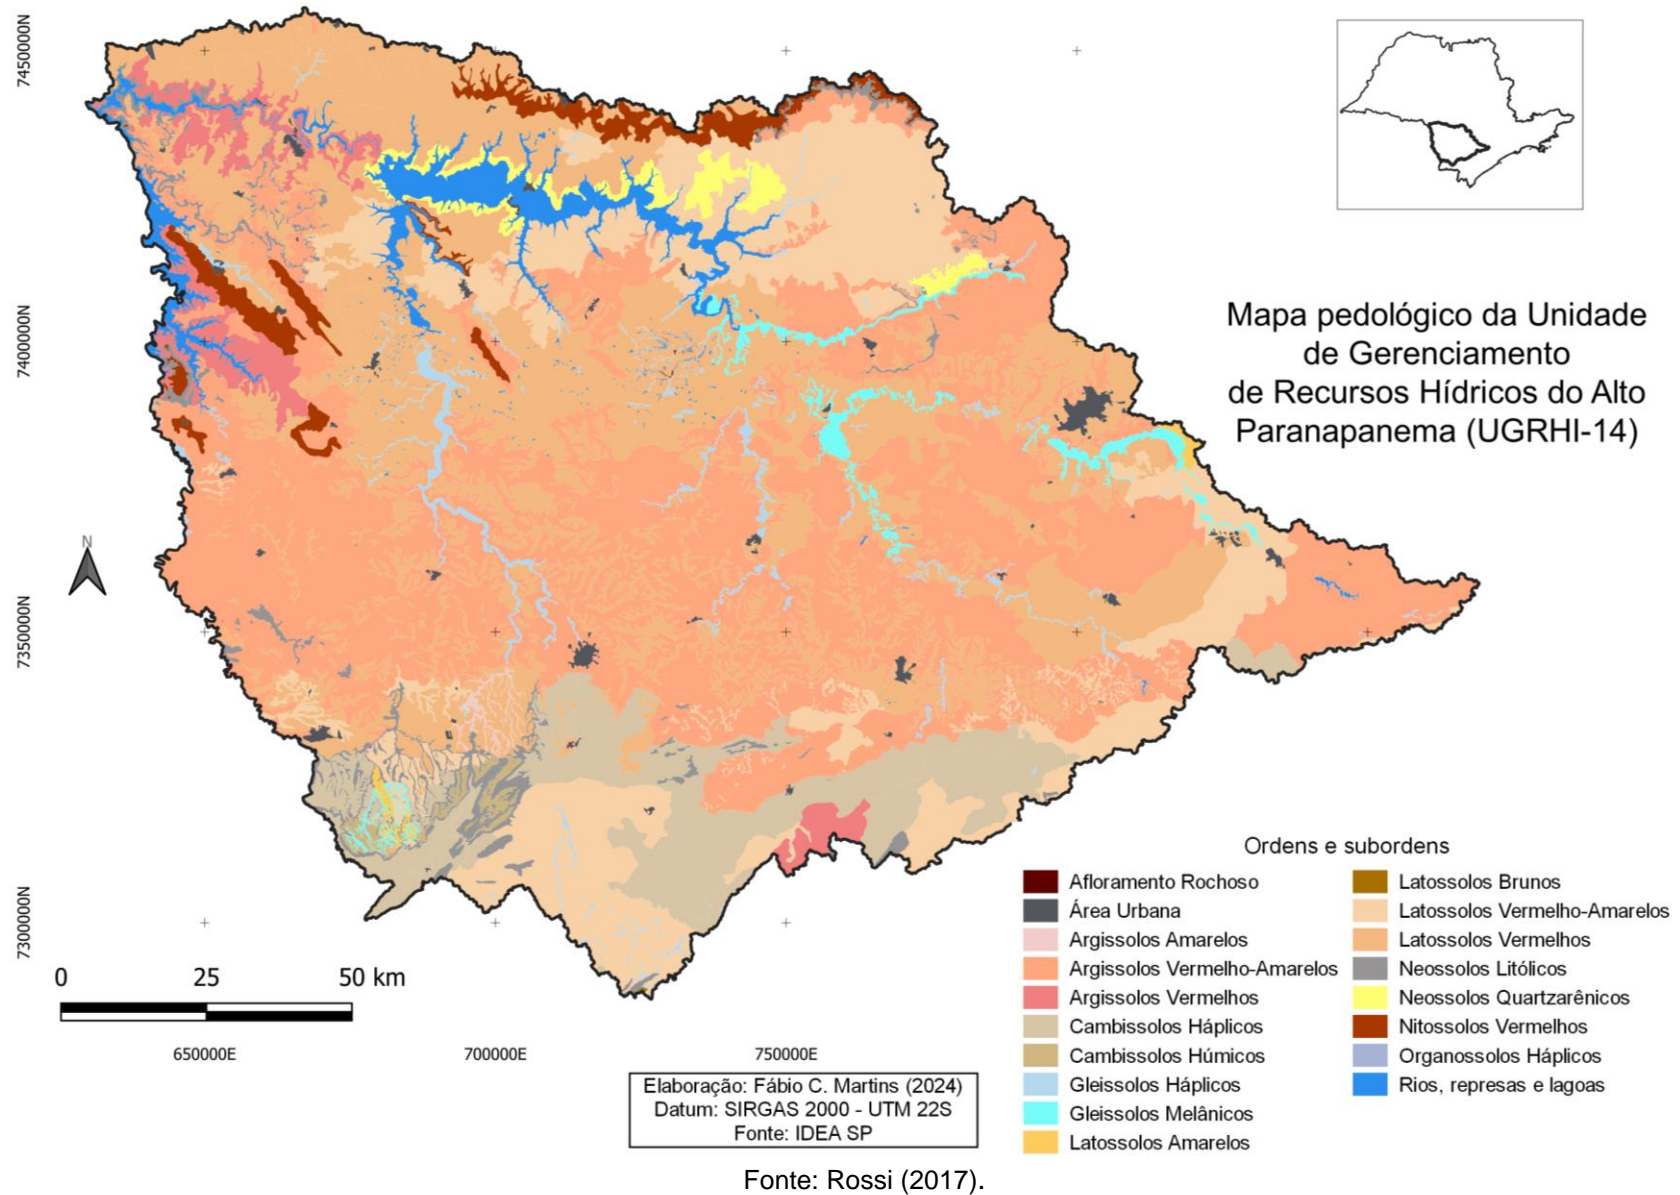 7450000N
7400000N
7350000N
7300000N
N
Mapa pedológico da Unidade
de Gerenciamento
de Recursos Hídricos do Alto
Paranapanema (UGRHI-14)
0 25 50 km
650000E 700000E 750000E
Elaboração: Fábio C. Martins (2024)
Datum: SIRGAS 2000 - UTM 22S
Fonte: IDEA SP
Ordens e subordens
Afloramento Rochoso
Área Urbana
Argissolos Amarelos
Argissolos Vermelho-Amarelos
Argissolos Vermelhos
Cambissolos Háplicos
Cambissolos Húmicos
Gleissolos Háplicos
Gleissolos Melânicos
Latossolos Amarelos
Latossolos Brunos
Latossolos Vermelho-Amarelos
Latossolos Vermelhos
Neossolos Litólicos
Neossolos Quartzarênicos
Nitossolos Vermelhos
Organossolos Háplicos
Rios, represas e lagoas
Fonte: Rossi (2017).